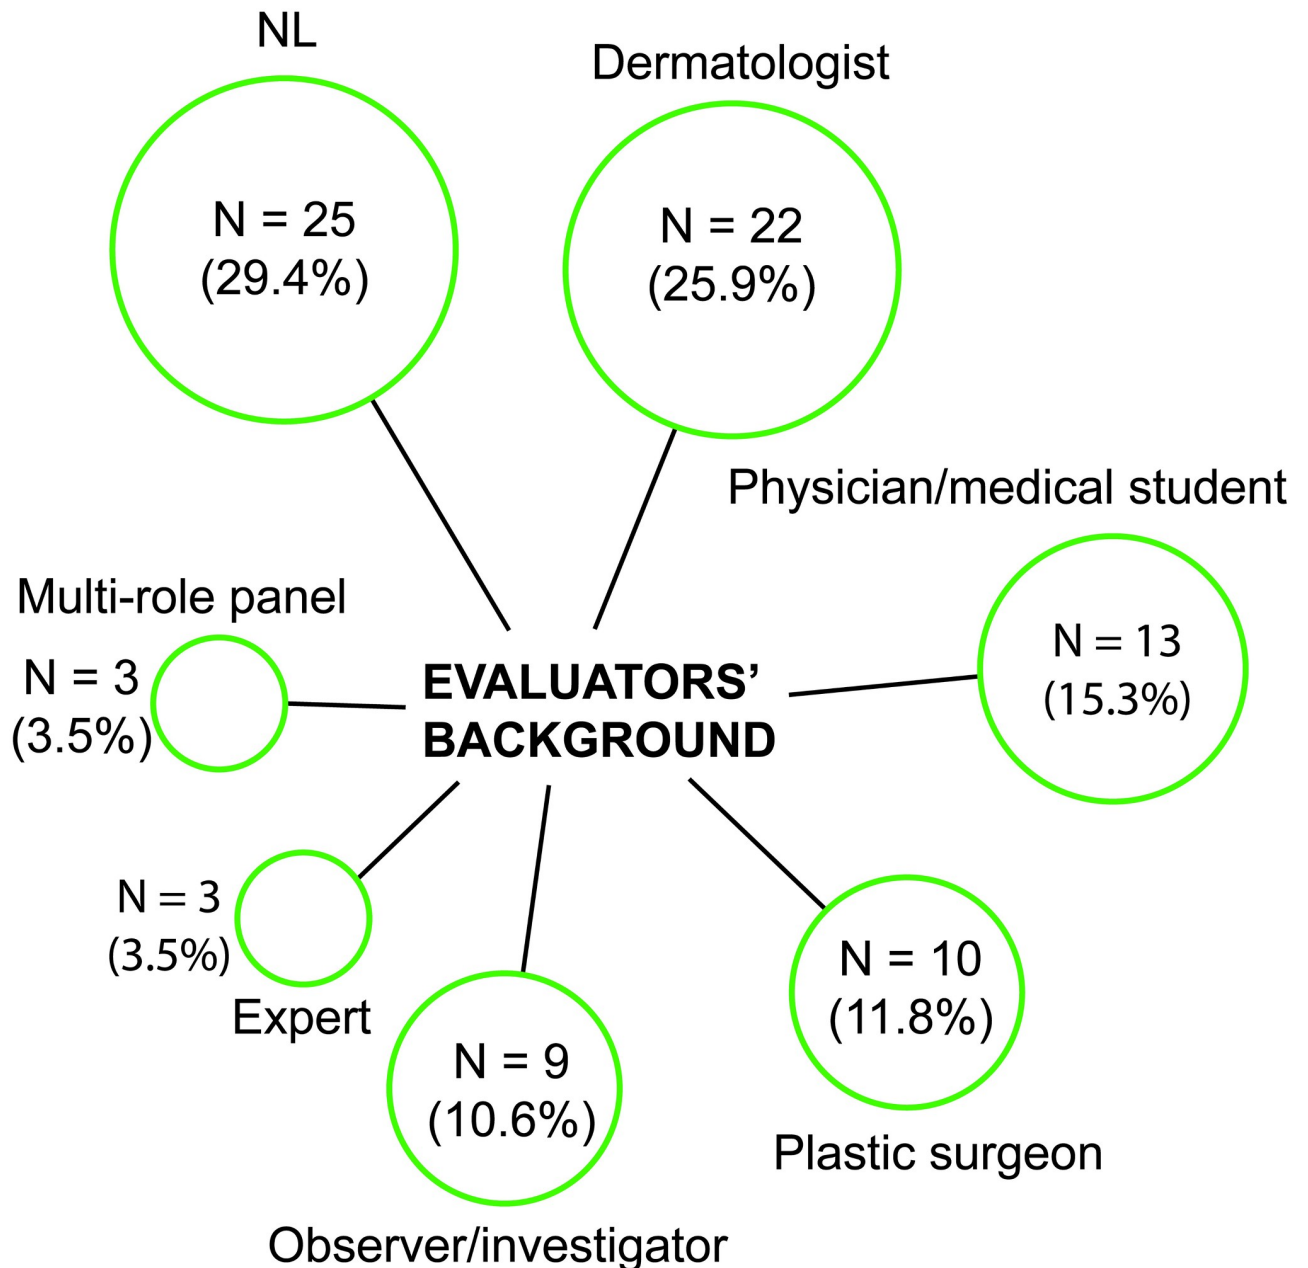 NL
N = 25
(29.4%)
Dermatologist
N = 22
(25.9%)
Physician/medical student
N = 13
(15.3%)
Multi-role panel
N = 3
(3.5%)
EVALUATORS’
BACKGROUND
N = 3
(3.5%)
Expert
N = 10
(11.8%)
Plastic surgeon
N = 9
(10.6%)
Observer/investigator